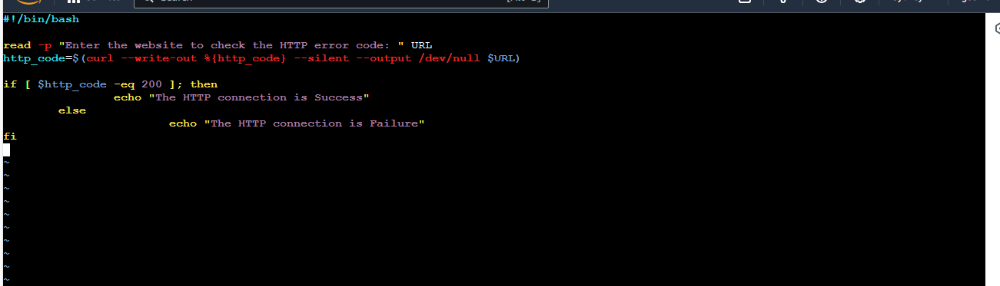 #!/bin/bash
read -p "Enter the website to check the HTTP error code: " URL
http_code=$(curl --write-out %{http_code} --silent --output /dev/null $URL)
if [ $http_code -eq 200 ]; then
echo "The HTTP connection is Success"
else
echo "The HTTP connection is Failure"
fi
~
~
~
~
~
~
~
~
~
~